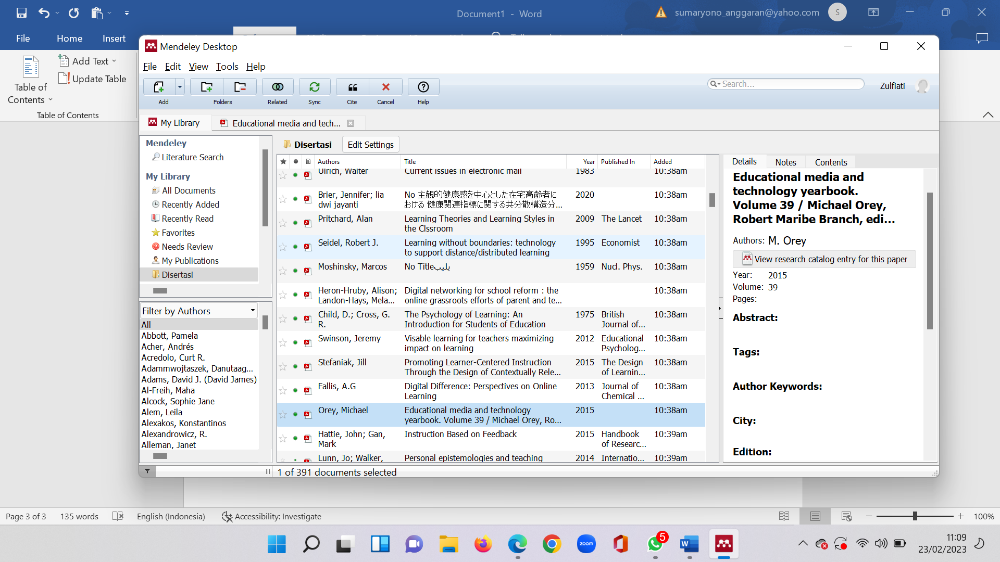 Document1 - Word
sumaryono_anggaran@yahoo.com
S
File
Home
Insert
Table of
Contents
Add Text
Update Table
Table of Contents
Mendeley Desktop
File Edit View Tools Help
Add
Folders
Related
Sync
Cite
Cancel
Help
Search...
Zulfiati
My Library
Educational media and tech...
Mendeley
Literature Search
My Library
All Documents
Recently Added
Recently Read
Favorites
Needs Review
My Publications
Disertasi
Filter by Authors
All
Abbott, Pamela
Acher, Andrés
Acredolo, Curt R.
Adammwojtaszek, Danutaag...
Adams, David J. (David James)
Al-Freih, Maha
Alcock, Sophie Jane
Alem, Leila
Alexakos, Konstantinos
Alexandrowicz, R.
Alleman, Janet
Disertasi
Edit Settings
Authors Title Year Published In Added
Ulrich, Walter Current issues in electronic mail 1983 10:38am
Brier, Jennifer; lia No 主観的健康感を中心とした在宅高齢者に 2020 10:38am
dwi jayanti おける 健康関連指標に関する共分散構造分...
Pritchard, Alan Learning Theories and Learning Styles in 2009 The Lancet 10:38am
the Clssroom
Seidel, Robert J. Learning without boundaries: technology 1995 Economist 10:38am
to support distance/distributed learning
Moshinsky, Marcos No Titleيليب 1959 Nucl. Phys. 10:38am
Heron-Hruby, Alison; Digital networking for school reform : the 10:38am
Landon-Hays, Mela... online grassroots efforts of parent and te...
Child, D.; Cross, G. The Psychology of Learning: An 1975 British 10:38am
R. Introduction for Students of Education Journal of...
Swinson, Jeremy Visable learning for teachers maximizing 2012 Educational 10:38am
impact on learning Psycholog...
Stefaniak, Jill Promoting Learner-Centered Instruction 2015 The Design 10:38am
Through the Design of Contextually Rele... of Learnin...
Fallis, A.G Digital Difference: Perspectives on Online 2013 Journal of 10:38am
Learning Chemical ...
Orey, Michael Educational media and technology 2015 10:38am
yearbook. Volume 39 / Michael Orey, Ro...
Hattie, John; Gan, Instruction Based on Feedback 2015 Handbook 10:39am
Mark of Researc...
Lunn, Jo; Walker, Personal epistemologies and teaching 2014 Internatio... 10:39am
1 of 391 documents selected
Details Notes Contents
Educational media and
technology yearbook.
Volume 39 / Michael Orey,
Robert Maribe Branch, edi...
Authors: M. Orey
View research catalog entry for this paper
Year: 2015
Volume: 39
Pages:
Abstract:
Tags:
Author Keywords:
City:
Edition:
Page 3 of 3 135 words English (Indonesia) Accessibility: Investigate 100%
zoom
5
W
11:09
23/02/2023